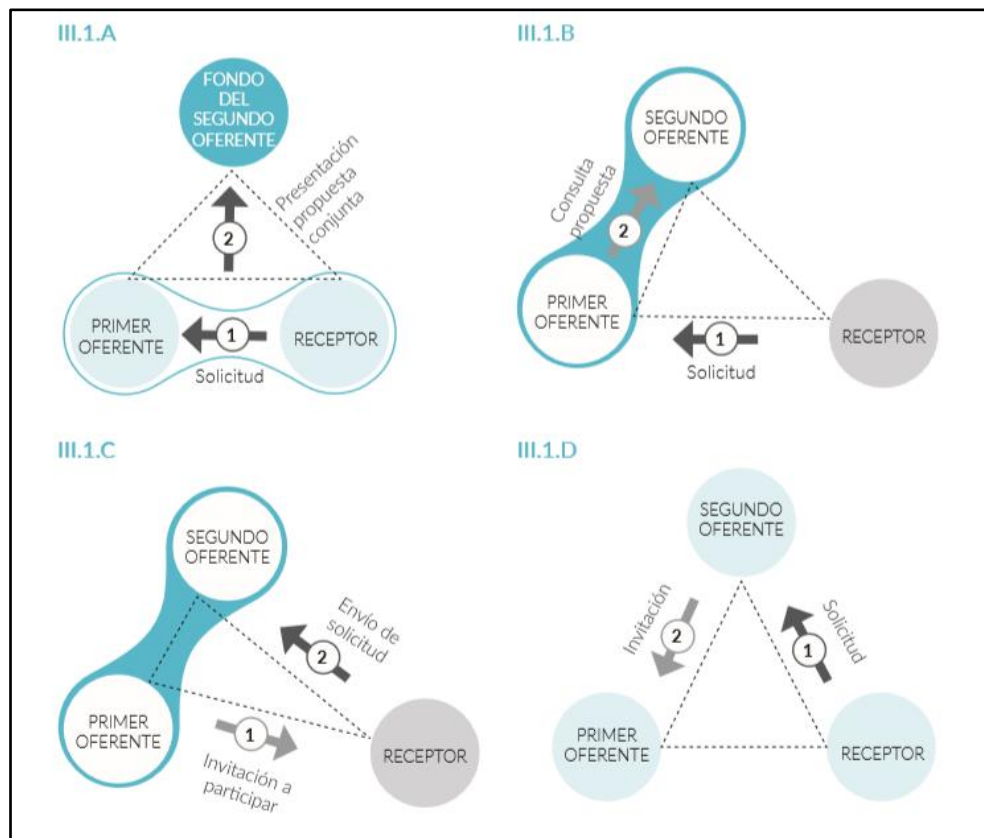 III.1.A
FONDO
DEL
SEGUNDO
OFERENTE
Presentación
propuesta
conjunta
2
PRIMER
OFERENTE
1
RECEPTOR
Solicitud
III.1.B
SEGUNDO
OFERENTE
Consulta
propuesta
2
PRIMER
OFERENTE
1
Solicitud
RECEPTOR
III.1.C
SEGUNDO
OFERENTE
Envío de
solicitud
2
PRIMER
OFERENTE
1
Invitación a
participar
RECEPTOR
III.1.D
SEGUNDO
OFERENTE
Invitación
2
Solicitud
1
PRIMER
OFERENTE
RECEPTOR